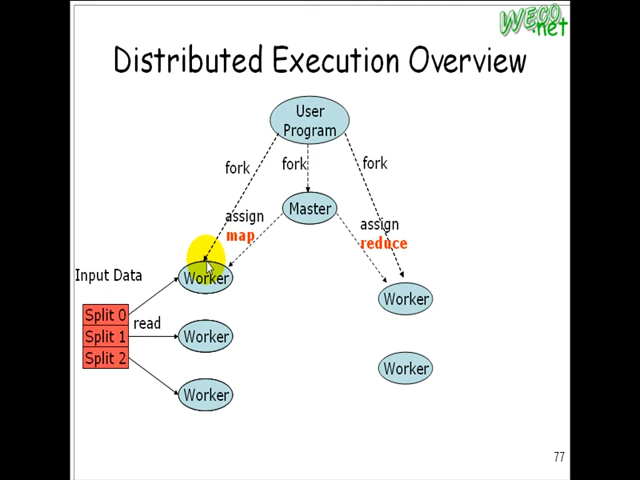 WECO
.net
Distributed Execution Overview
User
Program
fork
fork
fork
Master
assign
map
assign
reduce
Input Data
Worker
Worker
Split 0
read
Split 1
Worker
Split 2
Worker
Worker
77